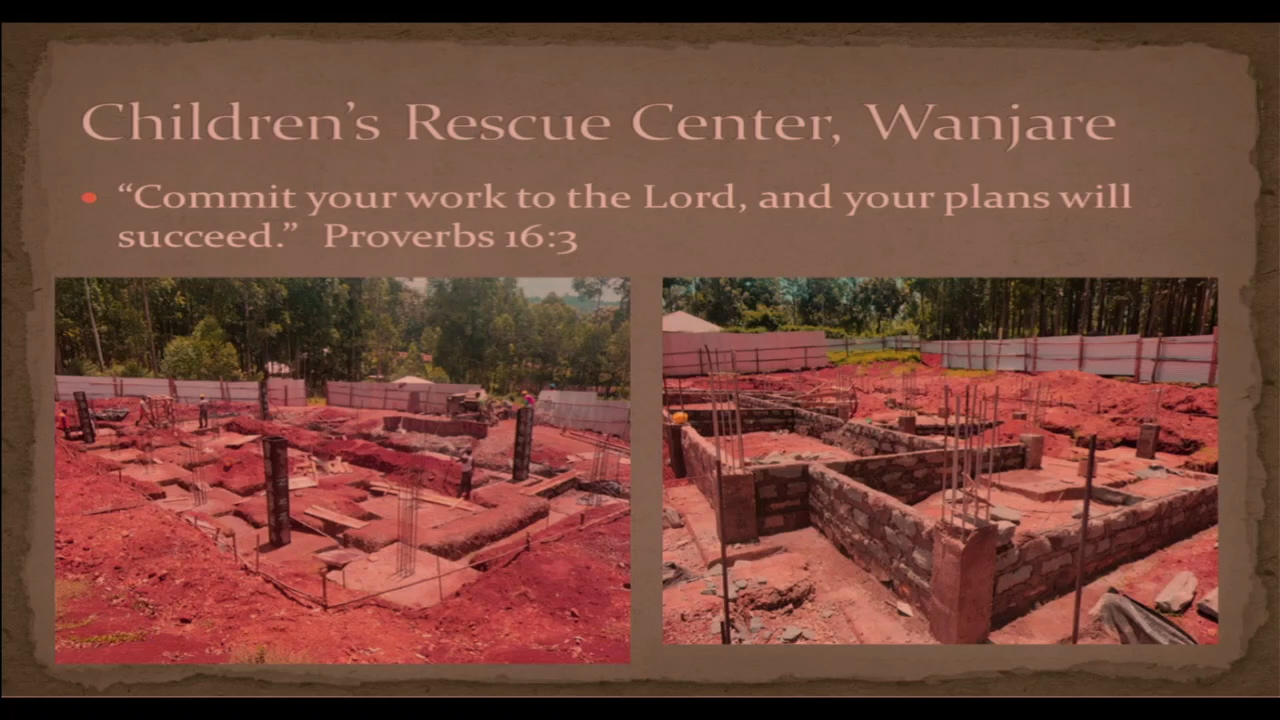 Children’s Rescue Center, Wanjare
“Commit your work to the Lord, and your plans will
succeed.”  Proverbs 16:3